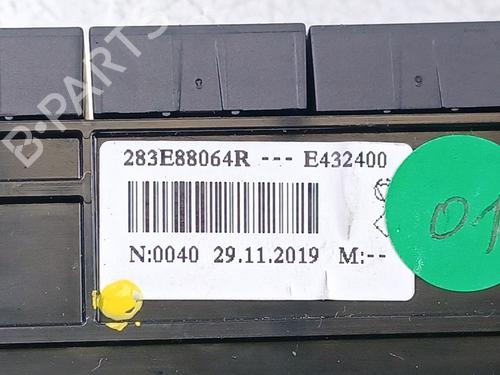 B-PARTS
283E88064R --- E432400
N:0040 29.11.2019 M:--
01